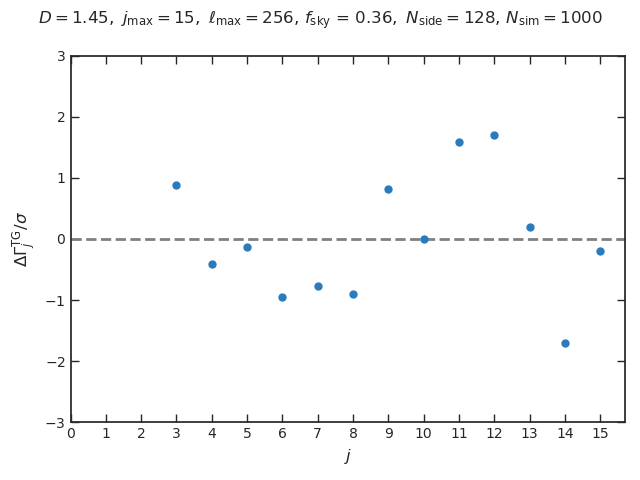 D = 1.45, j_max = 15, ℓ_max = 256, f_sky = 0.36, N_side = 128, N_sim = 1000
3
2
1
0
−1
−2
−3
ΔΓ_j^TG/σ
0 1 2 3 4 5 6 7 8 9 10 11 12 13 14 15
j